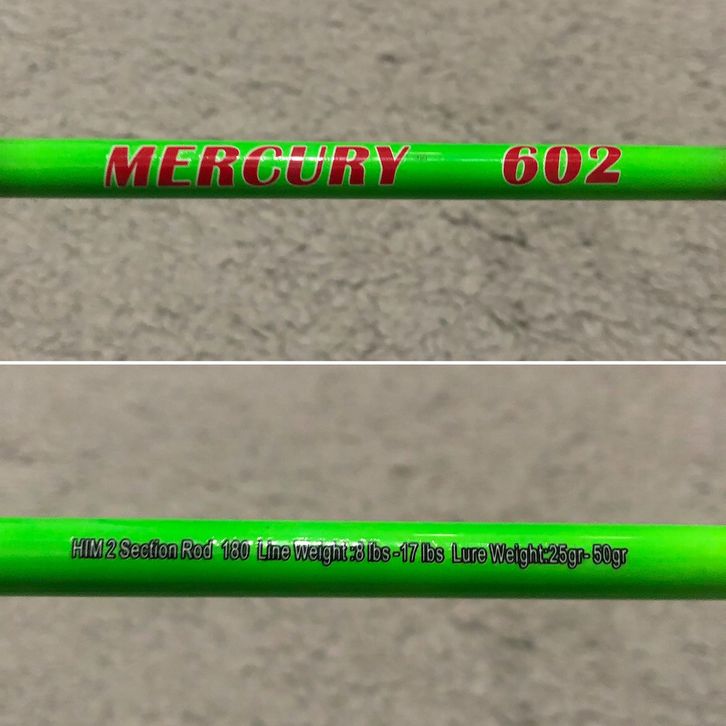 MERCURY 602
HIM 2 Section Rod 180 Line Weight :8 lbs -17 lbs Lure Weight:25gr- 50gr